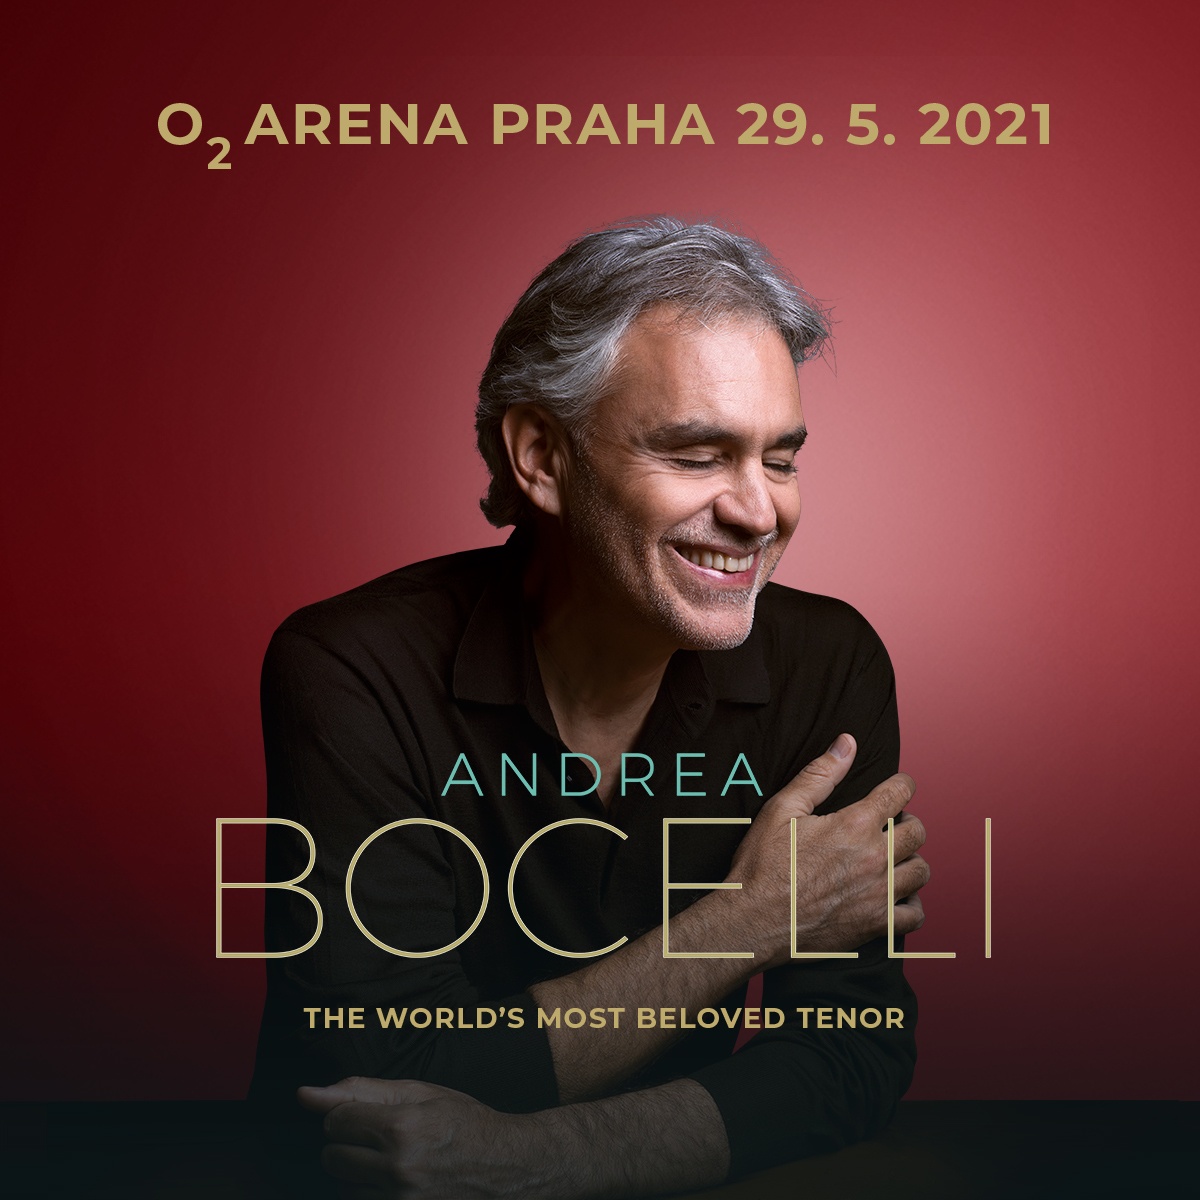 O2 ARENA PRAHA 29. 5. 2021
ANDREA
BOCELLI
THE WORLD’S MOST BELOVED TENOR